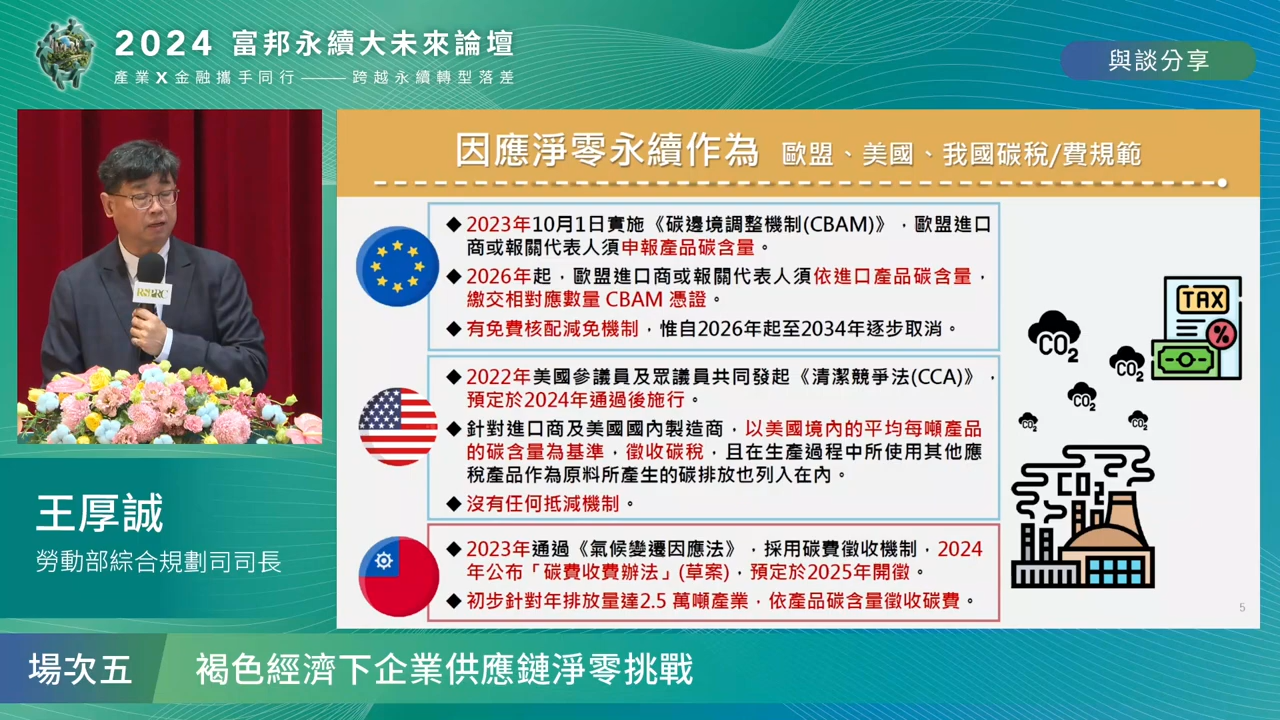 2024 富邦永續大未來論壇
產業X金融攜手同行——跨越永續轉型落差
與談分享
因應淨零永續作為 歐盟、美國、我國碳稅/費規範
◆2023年10月1日實施《碳邊境調整機制(CBAM)》，歐盟進口
商或報關代表人須申報產品碳含量。
◆2026年起，歐盟進口商或報關代表人須依進口產品碳含量，
繳交相對應數量 CBAM 憑證。
◆有免費核配減免機制，惟自2026年起至2034年逐步取消。
◆2022年美國參議員及眾議員共同發起《清潔競爭法(CCA)》，
預定於2024年通過後施行。
◆針對進口商及美國國內製造商，以美國境內的平均每噸產品
的碳含量為基準，徵收碳稅，且在生產過程中所使用其他應
稅產品作為原料所產生的碳排放也列入在內。
◆沒有任何抵減機制。
◆2023年通過《氣候變遷因應法》，採用碳費徵收機制，2024
年公布「碳費收費辦法」(草案)，預定於2025年開徵。
◆初步針對年排放量達2.5 萬噸產業，依產品碳含量徵收碳費。
TAX
%
CO2
CO2
CO2
CO2
CO2
CO2
5
王厚誠
勞動部綜合規劃司司長
場次五
褐色經濟下企業供應鏈淨零挑戰